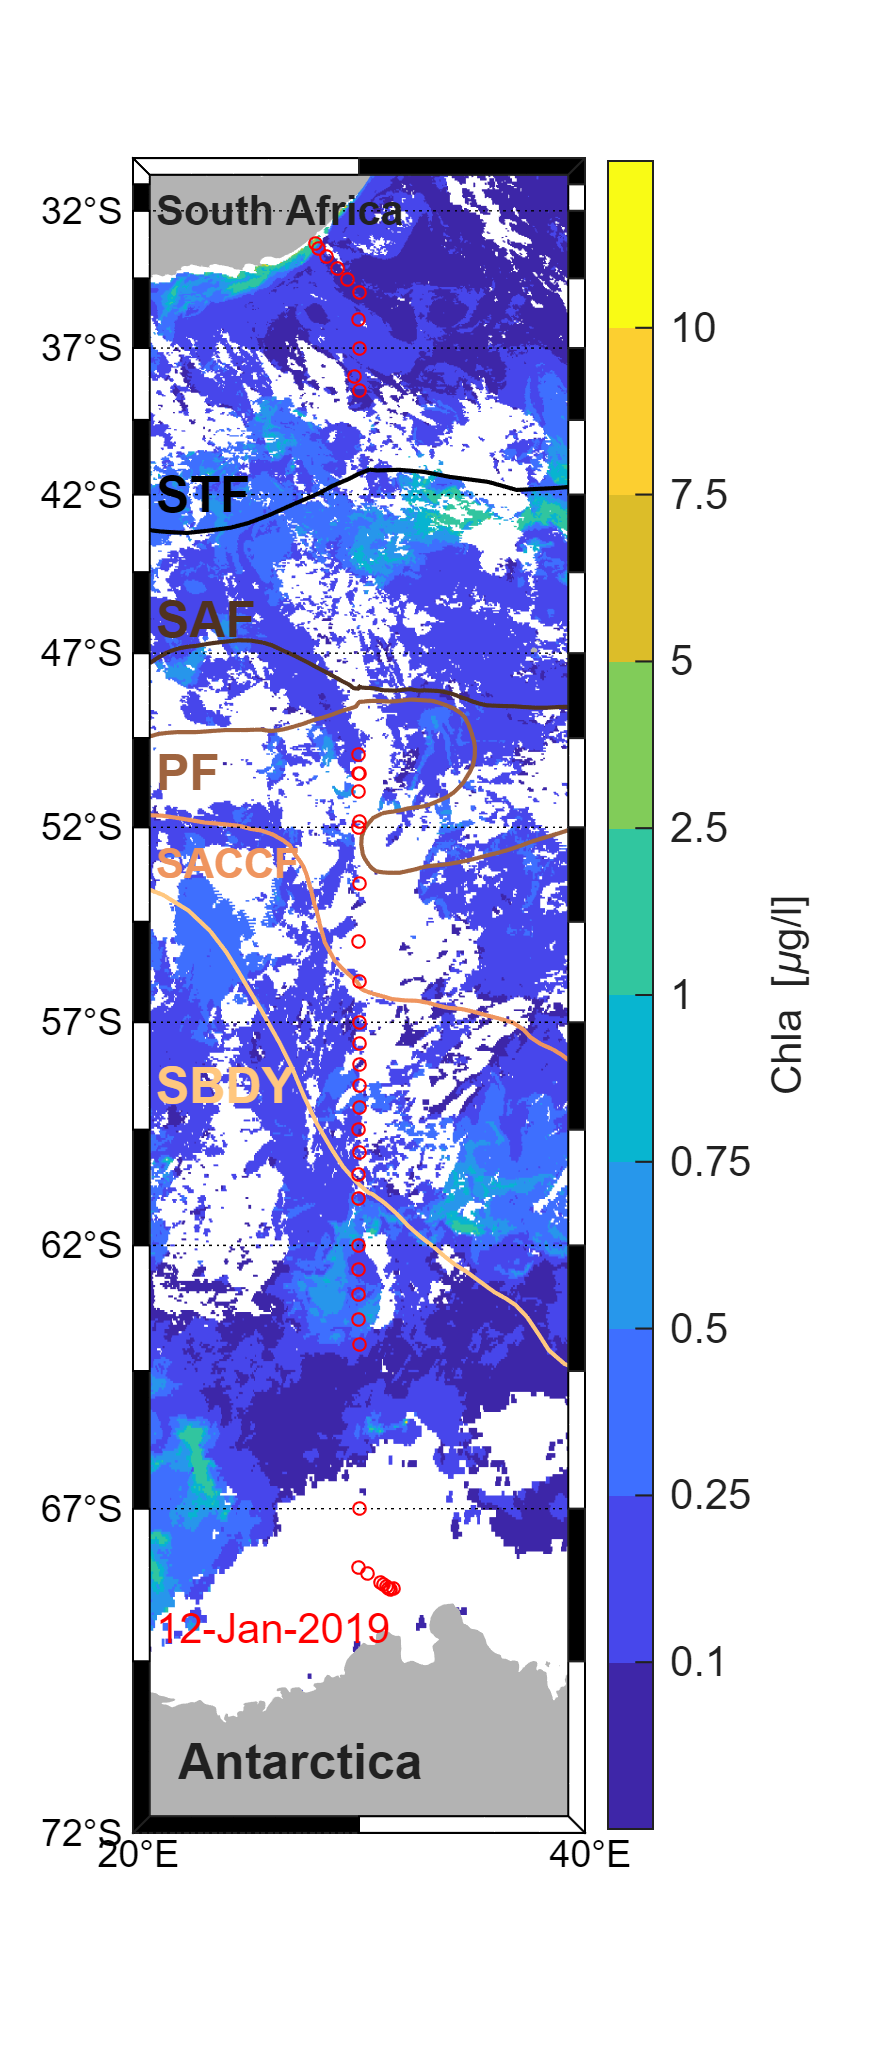 South Africa
32°S
37°S
42°S
47°S
52°S
57°S
62°S
67°S
72°S
STF
SAF
PF
SACCF
SBDY
12-Jan-2019
Antarctica
20°E
40°E
10
7.5
5
2.5
1
0.75
0.5
0.25
0.1
Chla [µg/l]